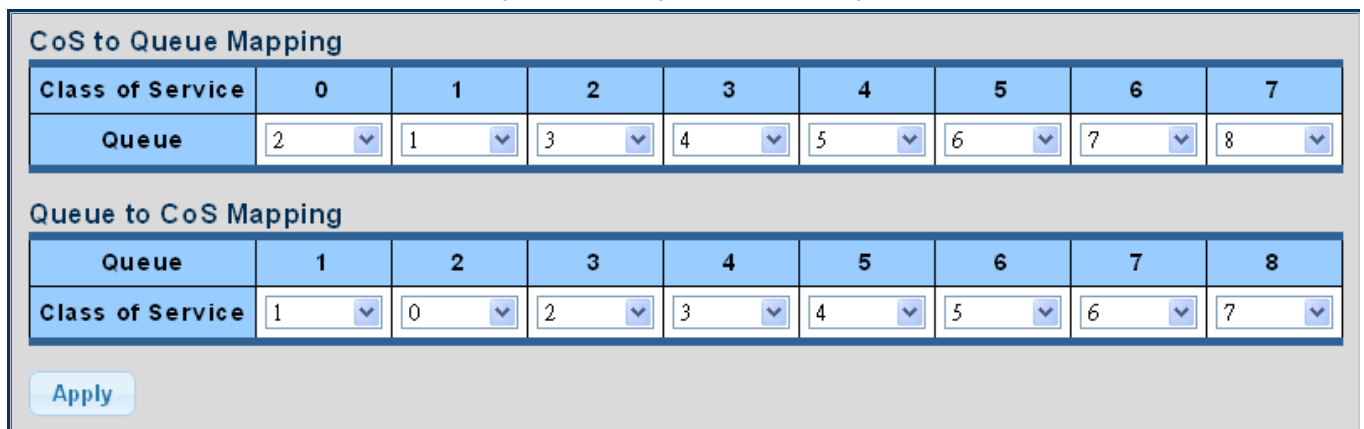 CoS to Queue Mapping
Class of Service 0 1 2 3 4 5 6 7
Queue 2 1 3 4 5 6 7 8
Queue to CoS Mapping
Queue 1 2 3 4 5 6 7 8
Class of Service 1 0 2 3 4 5 6 7
Apply